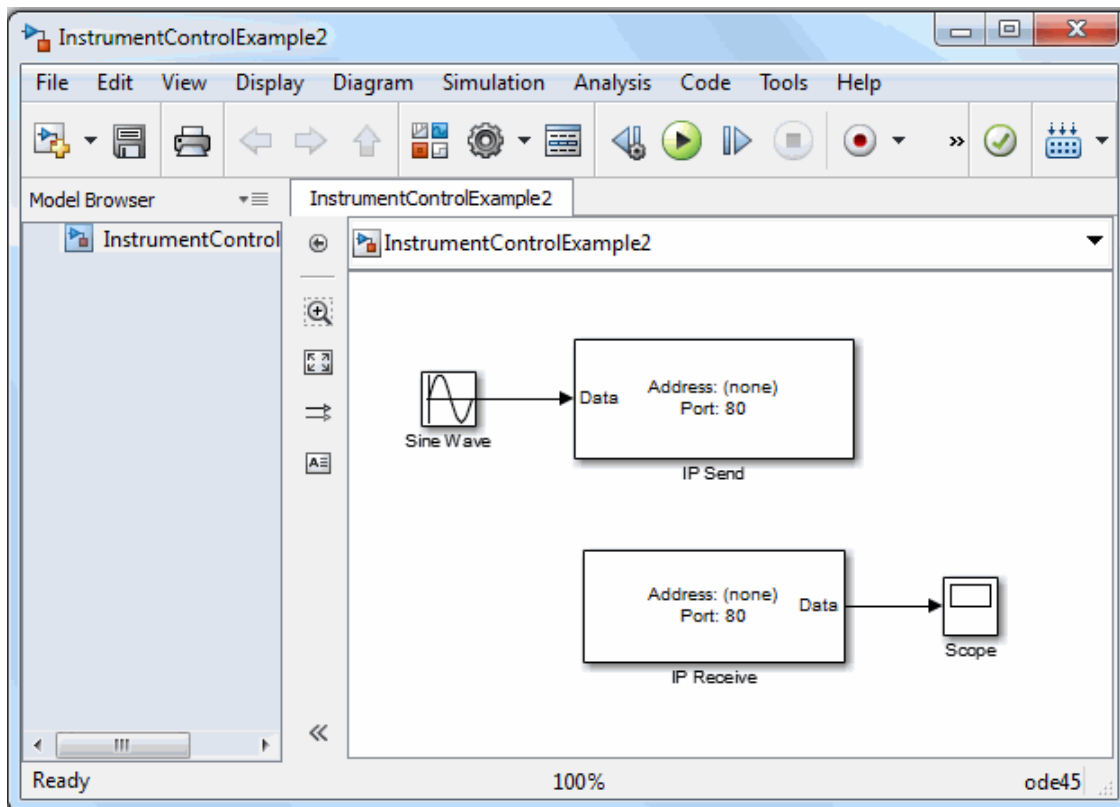 InstrumentControlExample2
File Edit View Display Diagram Simulation Analysis Code Tools Help
Model Browser
InstrumentControlExample2
InstrumentControl
InstrumentControlExample2
Data
Address: (none)
Port: 80
Sine Wave
IP Send
Address: (none)
Port: 80
Data
IP Receive
Scope
Ready 100% ode45